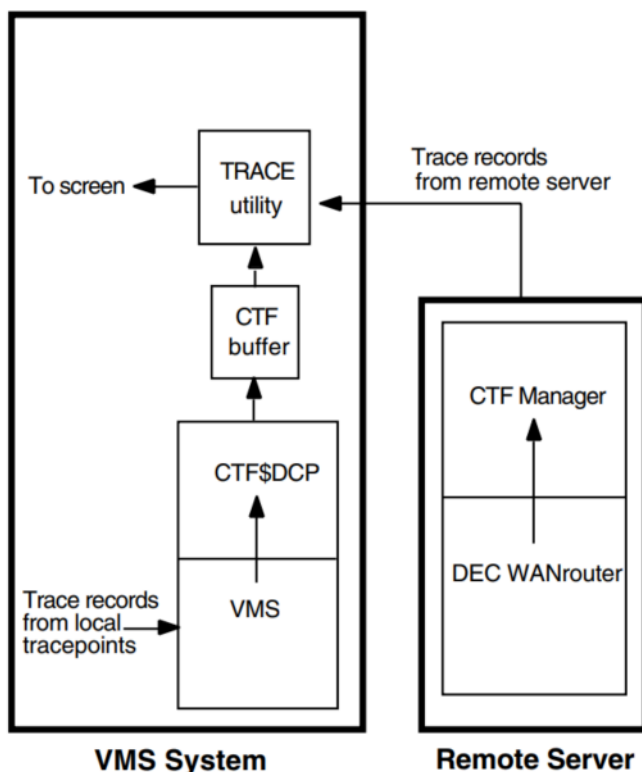 TRACE
utility
To screen
Trace records
from remote server
CTF
buffer
CTF$DCP
VMS
Trace records
from local
tracepoints
CTF Manager
DEC WANrouter
VMS System
Remote Server